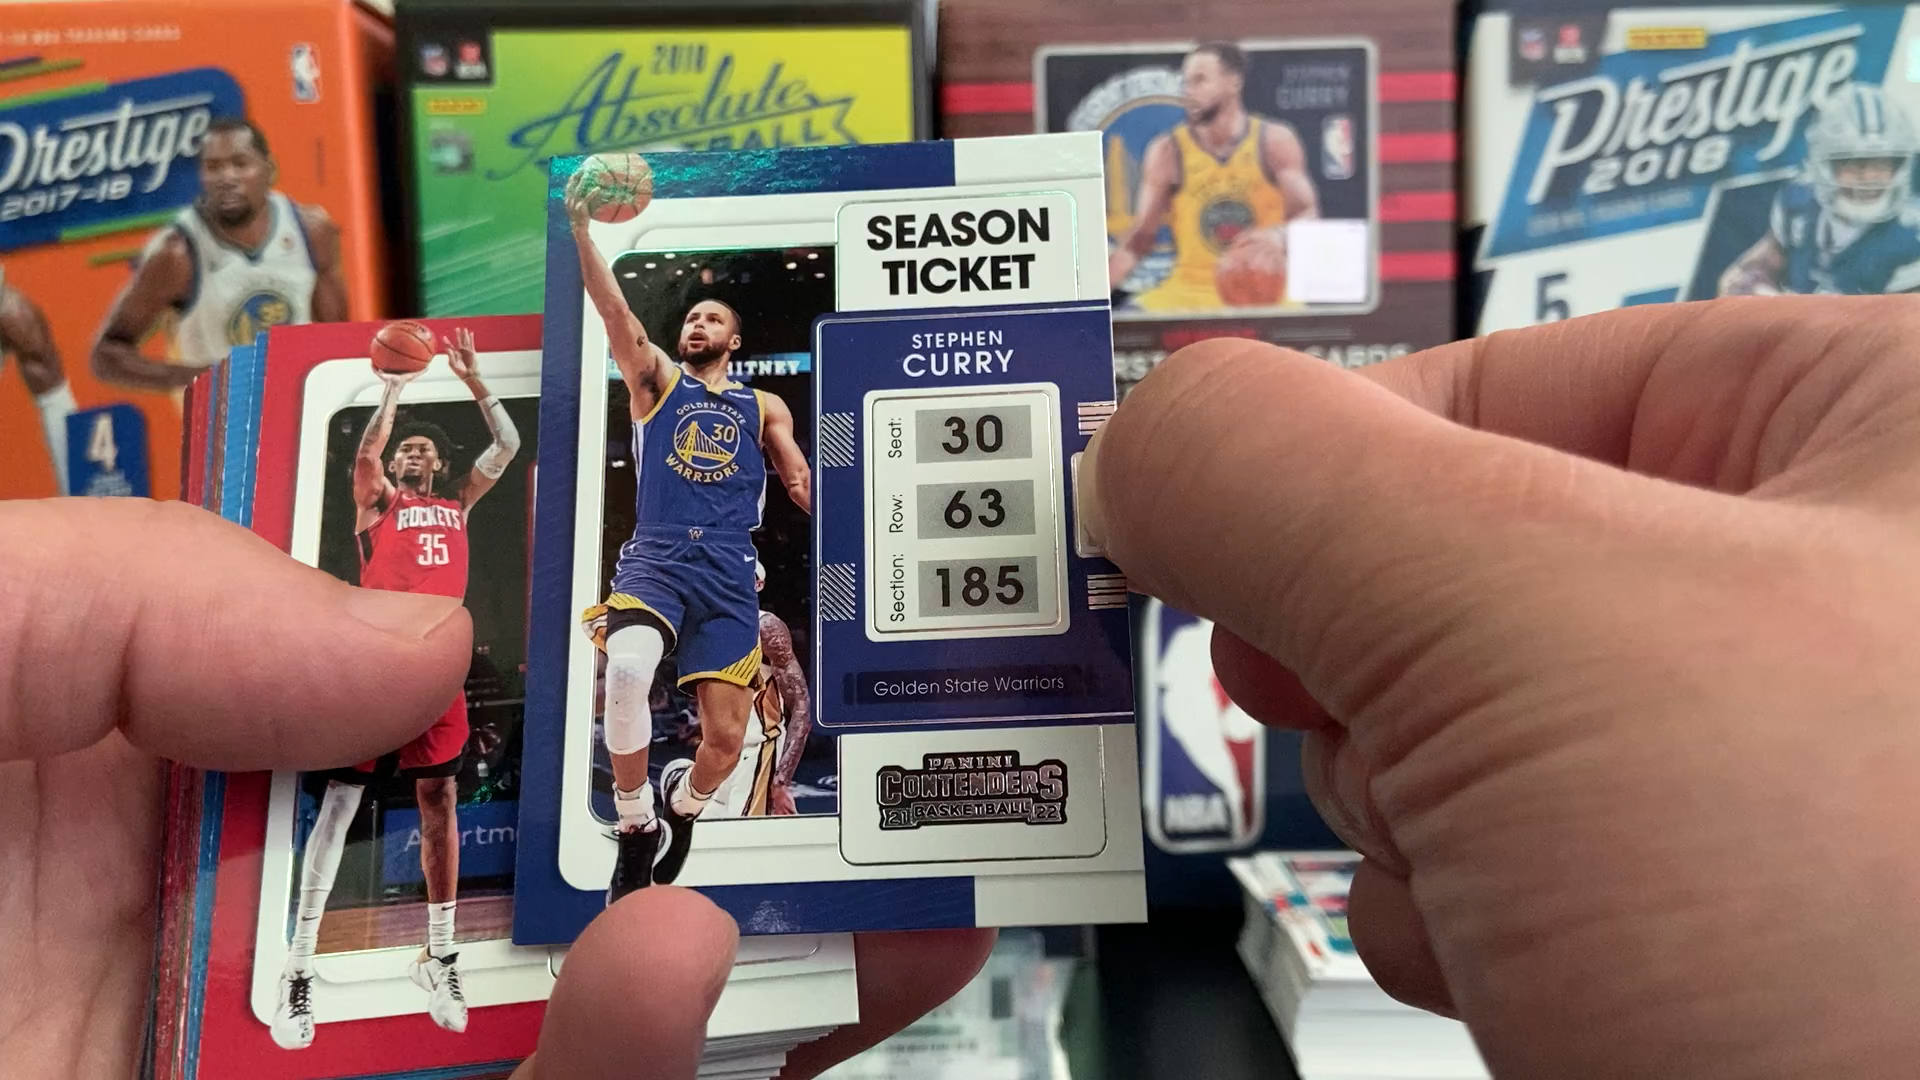 Prestige
2017-18
4
2018
Absolute
STEPHEN
CURRY
Prestige
2018
5
SEASON
TICKET
STEPHEN
CURRY
Seat: 30
Row: 63
Section: 185
Golden State Warriors
PANINI
CONTENDERS
21 BASKETBALL 22
GOLDEN STATE
30
WARRIORS
ROCKETS
35
NBA